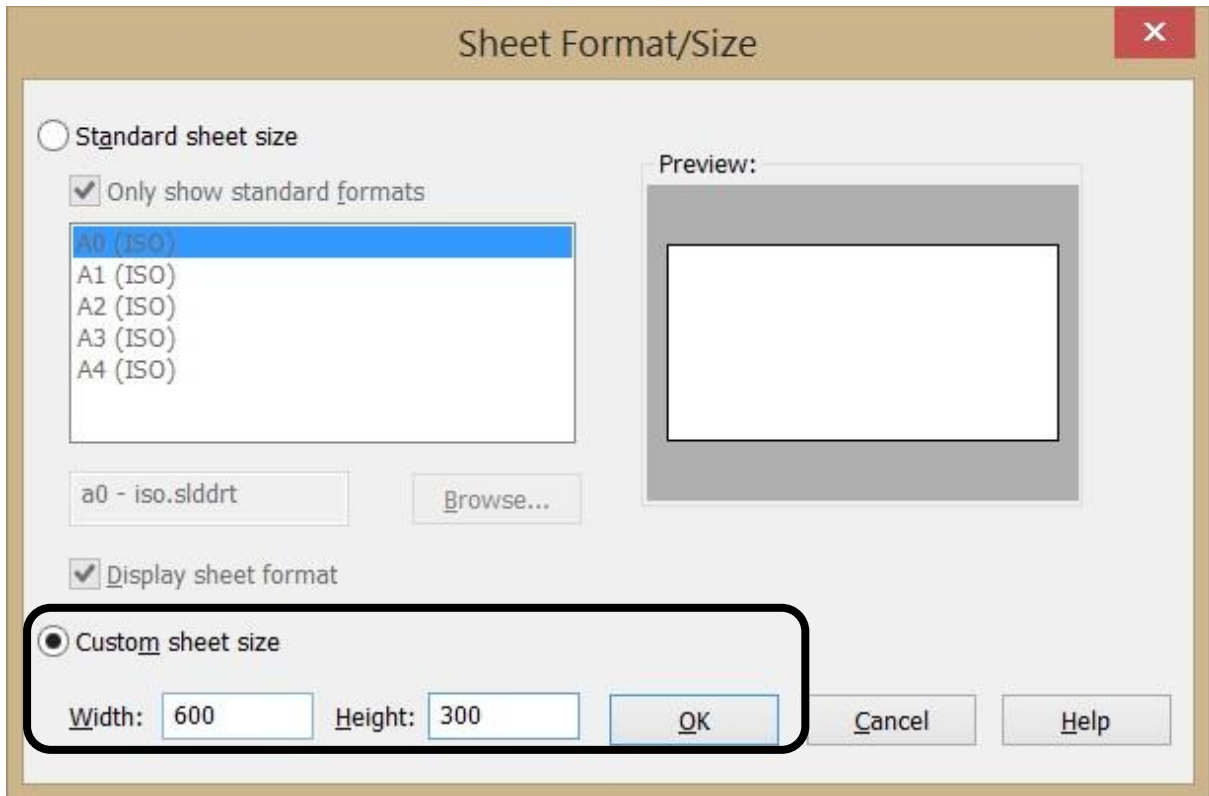 Sheet Format/Size
Standard sheet size
Only show standard formats
Preview:
A0 (ISO)
A1 (ISO)
A2 (ISO)
A3 (ISO)
A4 (ISO)
a0 - iso.slddrt
Browse...
Display sheet format
Custom sheet size
Width: 600 Height: 300 OK Cancel Help